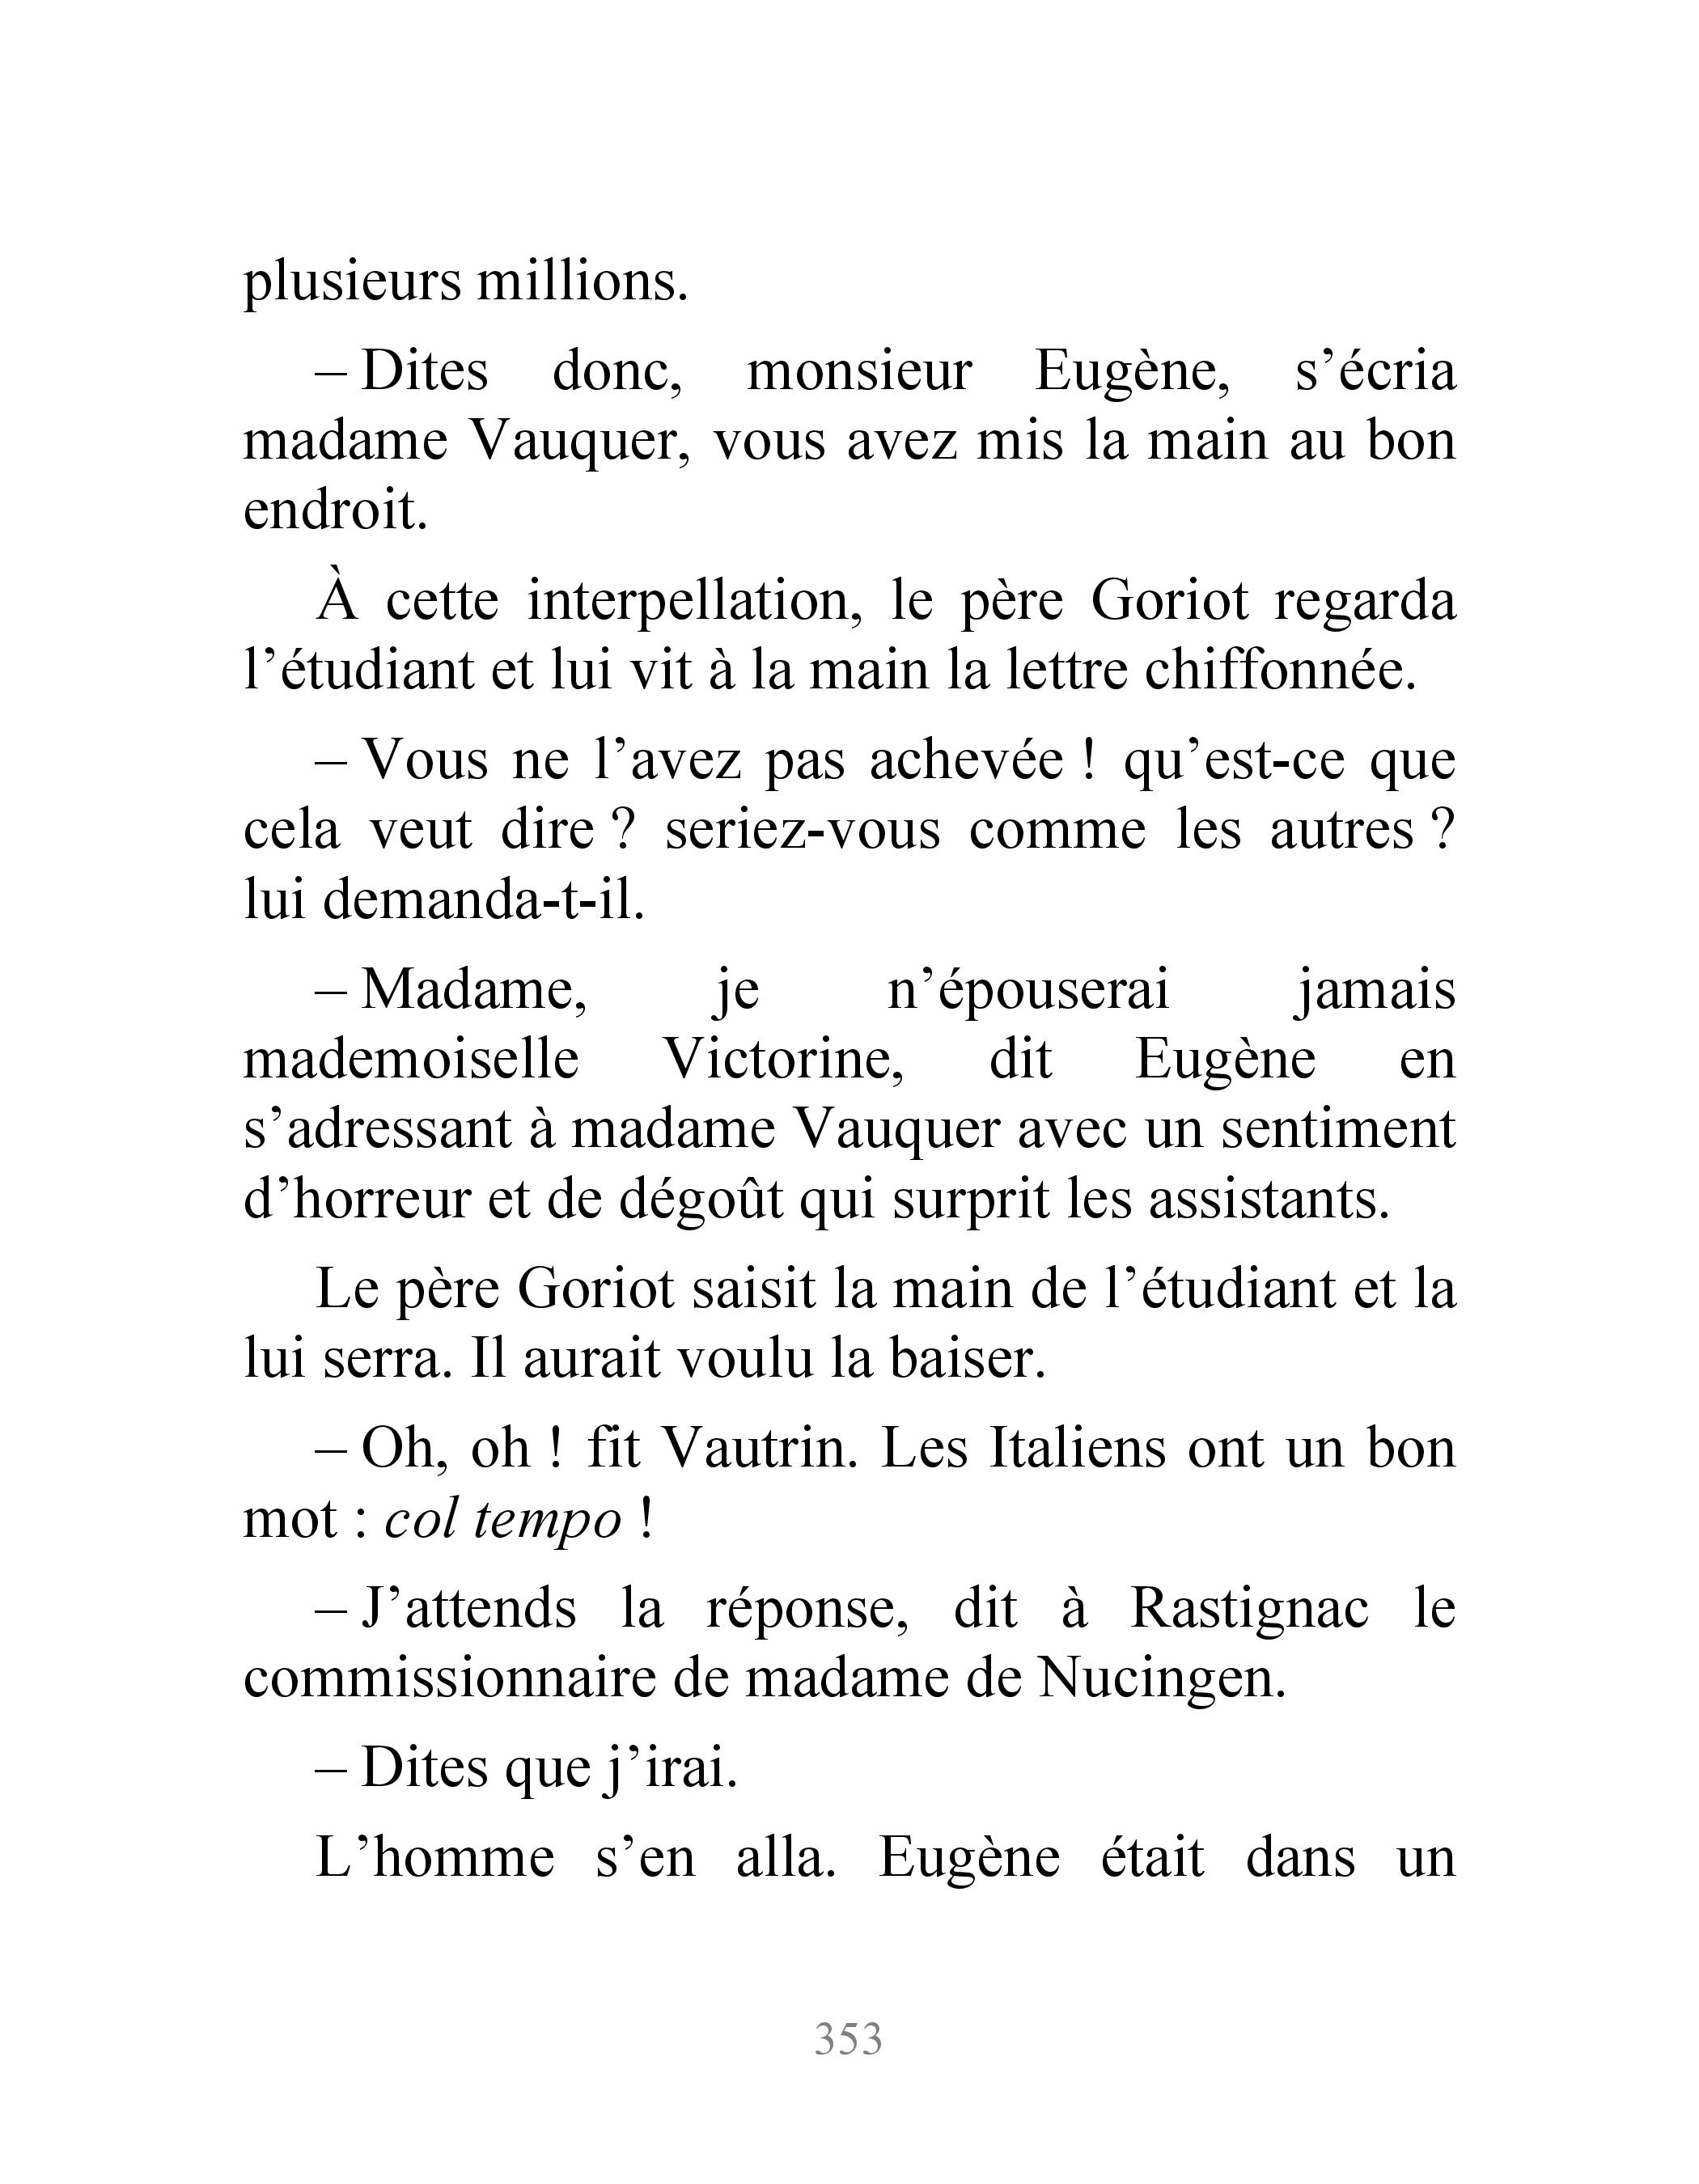 plusieurs millions.
– Dites donc, monsieur Eugène, s’écria
madame Vauquer, vous avez mis la main au bon
endroit.
À cette interpellation, le père Goriot regarda
l’étudiant et lui vit à la main la lettre chiffonnée.
– Vous ne l’avez pas achevée ! qu’est-ce que
cela veut dire ? seriez-vous comme les autres ?
lui demanda-t-il.
– Madame, je n’épouserai jamais
mademoiselle Victorine, dit Eugène en
s’adressant à madame Vauquer avec un sentiment
d’horreur et de dégoût qui surprit les assistants.
Le père Goriot saisit la main de l’étudiant et la
lui serra. Il aurait voulu la baiser.
– Oh, oh ! fit Vautrin. Les Italiens ont un bon
mot : col tempo !
– J’attends la réponse, dit à Rastignac le
commissionnaire de madame de Nucingen.
– Dites que j’irai.
L’homme s’en alla. Eugène était dans un
353